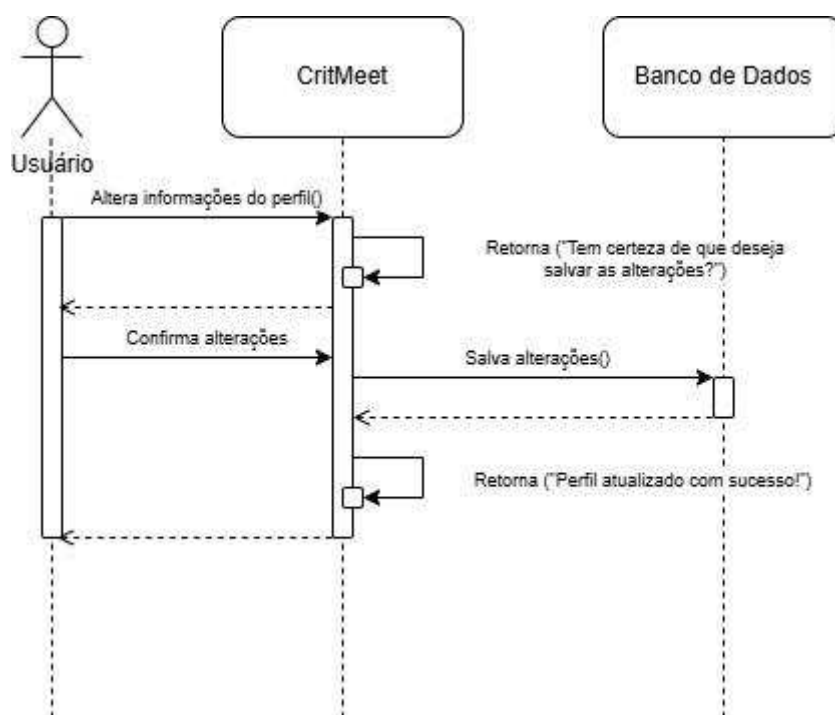 CritMeet
Banco de Dados
Usuário
Altera informações do perfil()
Retorna ("Tem certeza de que deseja
salvar as alterações?")
Confirma alterações
Salva alterações()
Retorna ("Perfil atualizado com sucesso!")